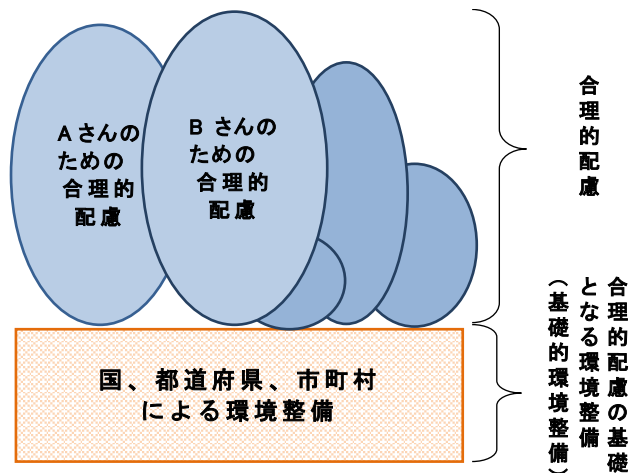 Aさんの
ための
合理的
配慮
B さんの
ための
合理的
配慮
合理的配慮
国、都道府県、市町村
による環境整備
合理的配慮の基礎
となる環境整備
(基礎的環境整備)